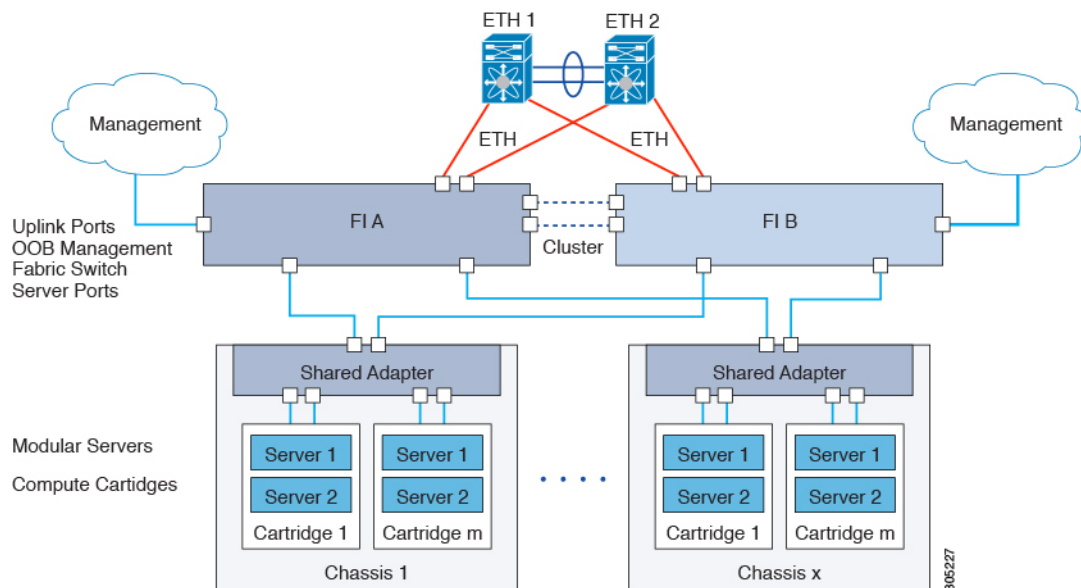 ETH 1
ETH 2
Management
Management
ETH
ETH
FI A
FI B
Cluster
Uplink Ports
OOB Management
Fabric Switch
Server Ports
Shared Adapter
Shared Adapter
Modular Servers
Compute Cartidges
Server 1
Server 2
Cartridge 1
Server 1
Server 2
Cartridge m
Chassis 1
Server 1
Server 2
Cartridge 1
Server 1
Server 2
Cartridge m
Chassis x
305227